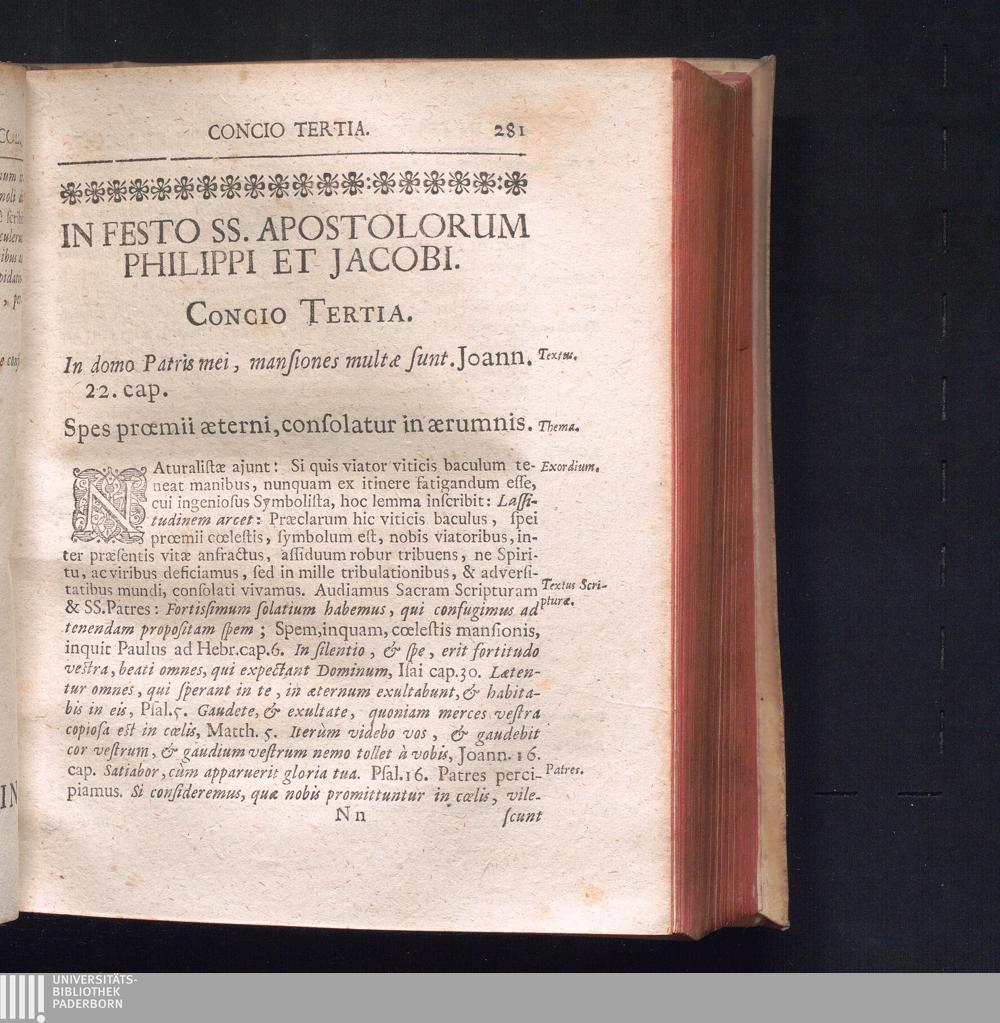 CONCIO TERTIA. 281
IN FESTO SS. APOSTOLORUM
PHILIPPI ET JACOBI.
CONCIO TERTIA.
In domo Patris mei, manſiones multæ ſunt. Joann. Textus.
22. cap.
Spes prœmii æterni, conſolatur in ærumnis. Thema.
NAturaliſtæ ajunt: Si quis viator viticis baculum te- Exordium.
neat manibus, nunquam ex itinere fatigandum eſſe,
cui ingenioſus Symboliſta, hoc lemma inſcribit: Laſſi-
tudinem arcet: Præclarum hic viticis baculus, ſpei
prœmii cœleſtis, ſymbolum eſt, nobis viatoribus, in-
ter præſentis vitæ anfractus, aſſiduum robur tribuens, ne Spiri-
tu, ac viribus deficiamus, ſed in mille tribulationibus, & adverſi-
tatibus mundi, conſolati vivamus. Audiamus Sacram Scripturam Textus Scri-
& SS. Patres: Fortiſsimum ſolatium habemus, qui confugimus ad pturæ.
tenendam propoſitam ſpem; Spem, inquam, cœleſtis manſionis,
inquit Paulus ad Hebr. cap. 6. In ſilentio, & ſpe, erit fortitudo
veſtra, beati omnes, qui expectant Dominum, Iſai cap. 30. Læten-
tur omnes, qui ſperant in te, in æternum exultabunt, & habita-
bis in eis, Pſal. 5. Gaudete, & exultate, quoniam merces veſtra
copioſa eſt in cœlis, Matth. 5. Iterùm videbo vos, & gaudebit
cor veſtrum, & gaudium veſtrum nemo tollet à vobis, Joann. 16.
cap. Satiabor, cùm apparuerit gloria tua. Pſal. 16. Patres perci- Patres.
piamus. Si conſideremus, quæ nobis promittuntur in cœlis, vile-
N n ſcunt
UNIVERSITÄTS-
BIBLIOTHEK
PADERBORN